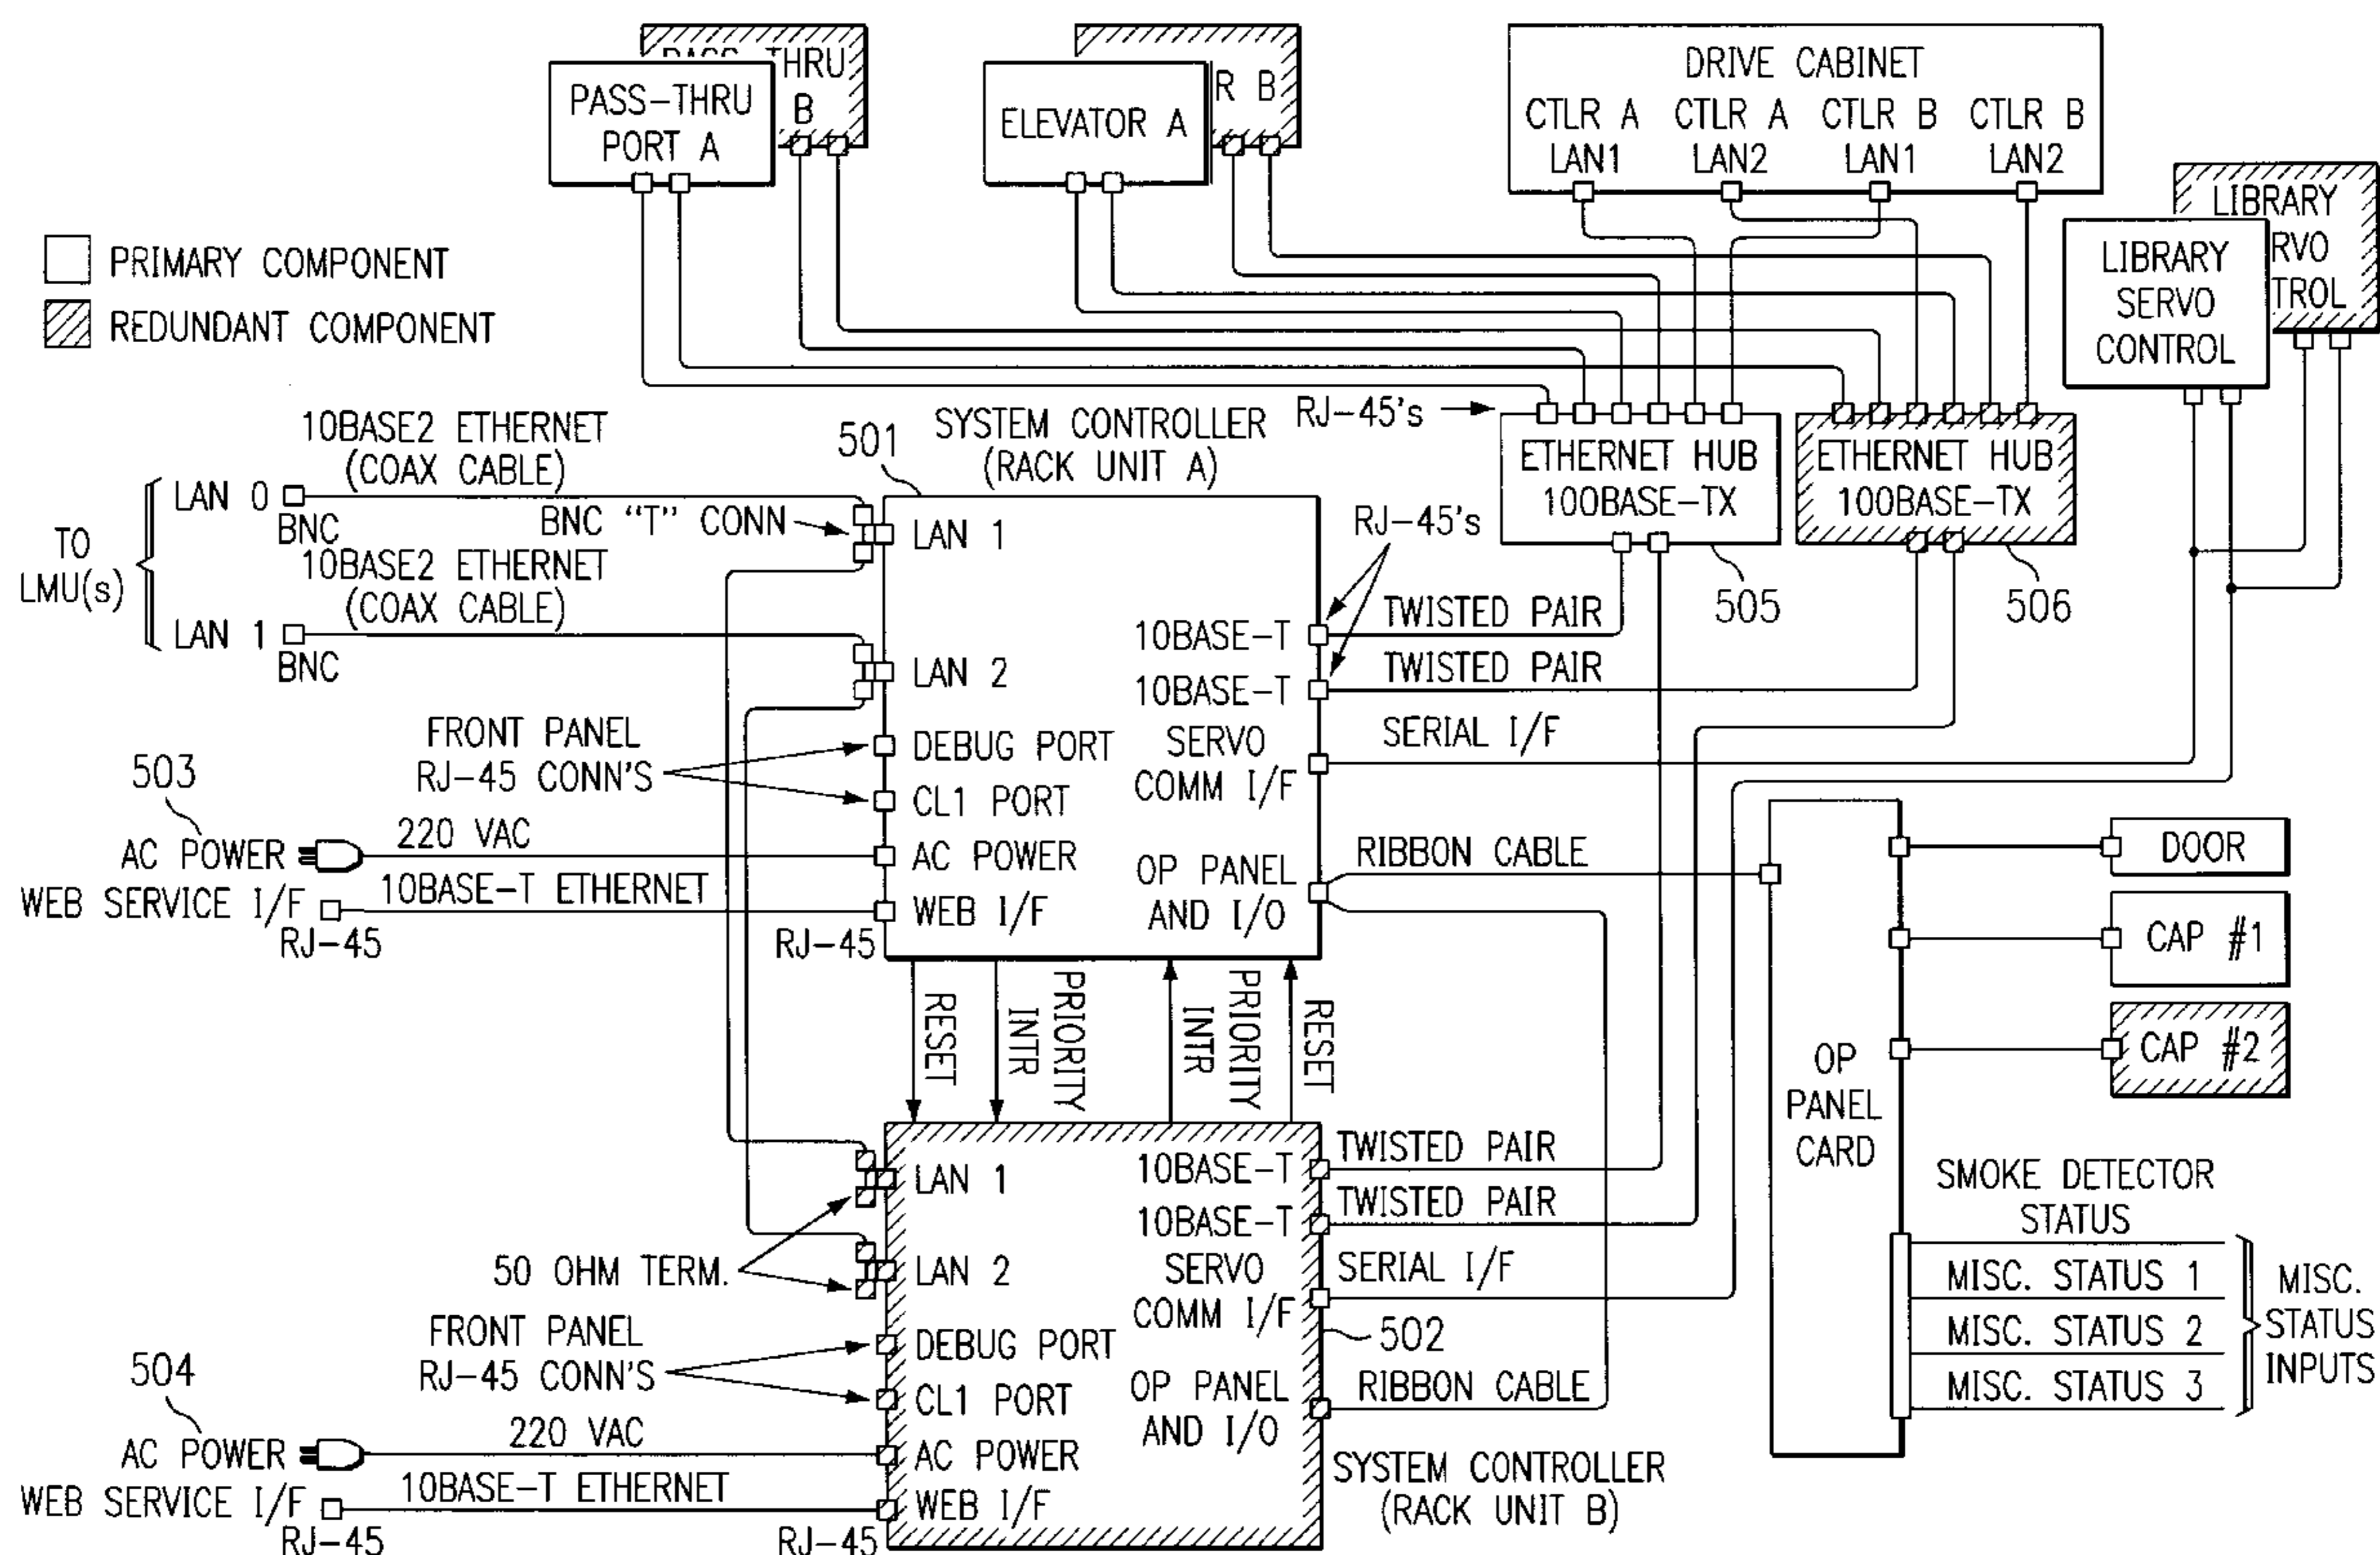 THRU
B
PASS-THRU
PORT A
R B
ELEVATOR A
DRIVE CABINET
CTLR A
LAN1
CTLR A
LAN2
CTLR B
LAN1
CTLR B
LAN2
LIBRARY
RVO
TROL
LIBRARY
SERVO
CONTROL
PRIMARY COMPONENT
REDUNDANT COMPONENT
RJ-45's
ETHERNET HUB
100BASE-TX
505
ETHERNET HUB
100BASE-TX
506
10BASE2 ETHERNET
(COAX CABLE)
LAN 0
BNC
BNC "T" CONN
TO
LMU(s)
10BASE2 ETHERNET
(COAX CABLE)
LAN 1
BNC
501
SYSTEM CONTROLLER
(RACK UNIT A)
LAN 1
LAN 2
DEBUG PORT
CL1 PORT
AC POWER
WEB I/F
10BASE-T
10BASE-T
SERVO
COMM I/F
OP PANEL
AND I/O
RJ-45's
TWISTED PAIR
TWISTED PAIR
SERIAL I/F
RIBBON CABLE
FRONT PANEL
RJ-45 CONN'S
503
AC POWER
220 VAC
WEB SERVICE I/F
10BASE-T ETHERNET
RJ-45
RJ-45
RESET
PRIORITY
INTR
PRIORITY
INTR
RESET
OP
PANEL
CARD
DOOR
CAP #1
CAP #2
SMOKE DETECTOR
STATUS
MISC. STATUS 1
MISC. STATUS 2
MISC. STATUS 3
MISC.
STATUS
INPUTS
LAN 1
LAN 2
DEBUG PORT
CL1 PORT
AC POWER
WEB I/F
10BASE-T
10BASE-T
SERVO
COMM I/F
OP PANEL
AND I/O
TWISTED PAIR
TWISTED PAIR
SERIAL I/F
502
RIBBON CABLE
SYSTEM CONTROLLER
(RACK UNIT B)
50 OHM TERM.
FRONT PANEL
RJ-45 CONN'S
504
AC POWER
220 VAC
WEB SERVICE I/F
10BASE-T ETHERNET
RJ-45
RJ-45